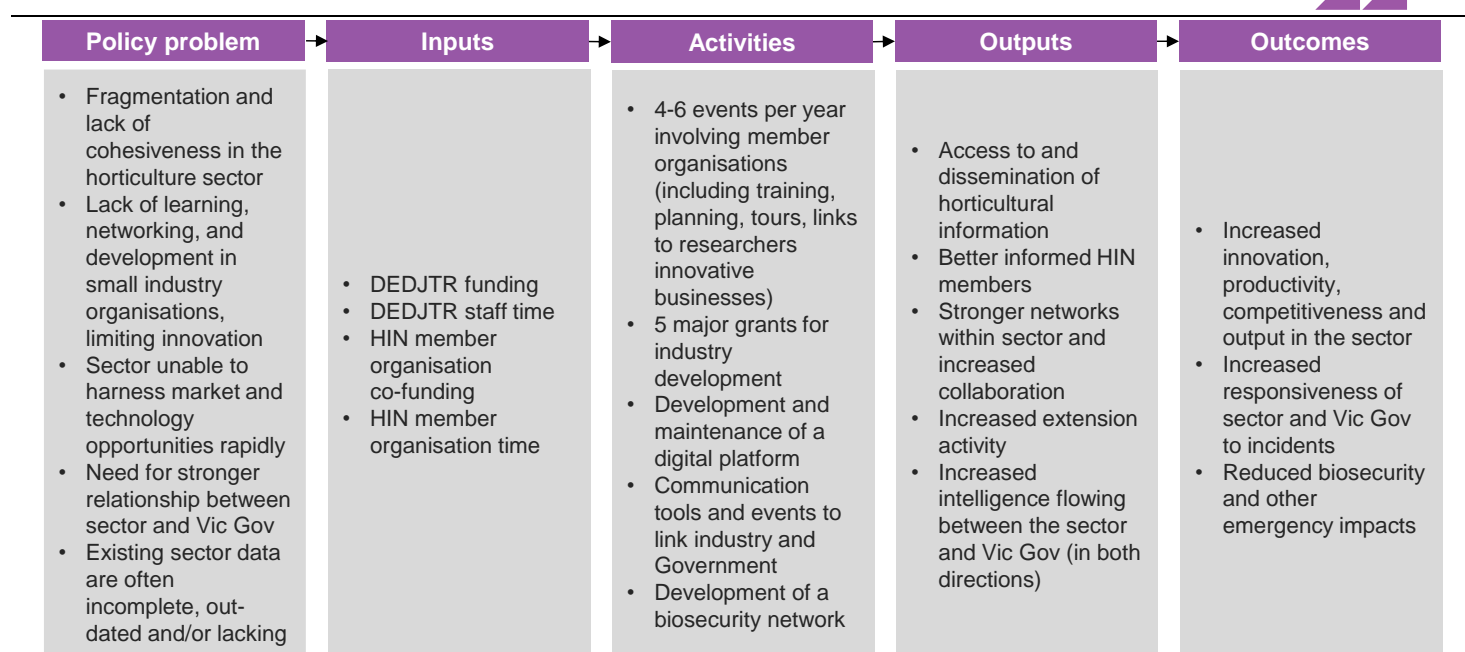 Policy problem
• Fragmentation and
lack of
cohesiveness in the
horticulture sector
• Lack of learning,
networking, and
development in
small industry
organisations,
limiting innovation
• Sector unable to
harness market and
technology
opportunities rapidly
• Need for stronger
relationship between
sector and Vic Gov
• Existing sector data
are often
incomplete, out-
dated and/or lacking
Inputs
• DEDJTR funding
• DEDJTR staff time
• HIN member
organisation
co-funding
• HIN member
organisation time
Activities
• 4-6 events per year
involving member
organisations
(including training,
planning, tours, links
to researchers
innovative
businesses)
• 5 major grants for
industry
development
• Development and
maintenance of a
digital platform
• Communication
tools and events to
link industry and
Government
• Development of a
biosecurity network
Outputs
• Access to and
dissemination of
horticultural
information
• Better informed HIN
members
• Stronger networks
within sector and
increased
collaboration
• Increased extension
activity
• Increased
intelligence flowing
between the sector
and Vic Gov (in both
directions)
Outcomes
• Increased
innovation,
productivity,
competitiveness and
output in the sector
• Increased
responsiveness of
sector and Vic Gov
to incidents
• Reduced biosecurity
and other
emergency impacts